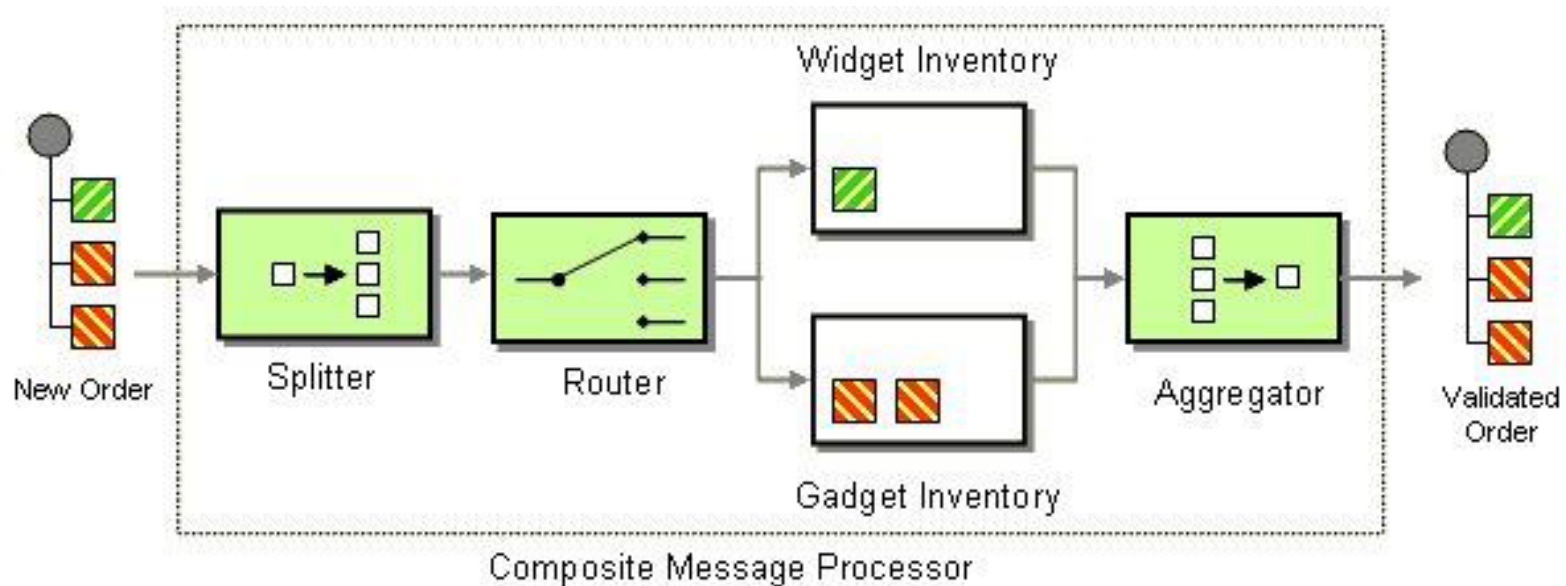 Widget Inventory
New Order
Splitter
Router
Aggregator
Validated
Order
Gadget Inventory
Composite Message Processor